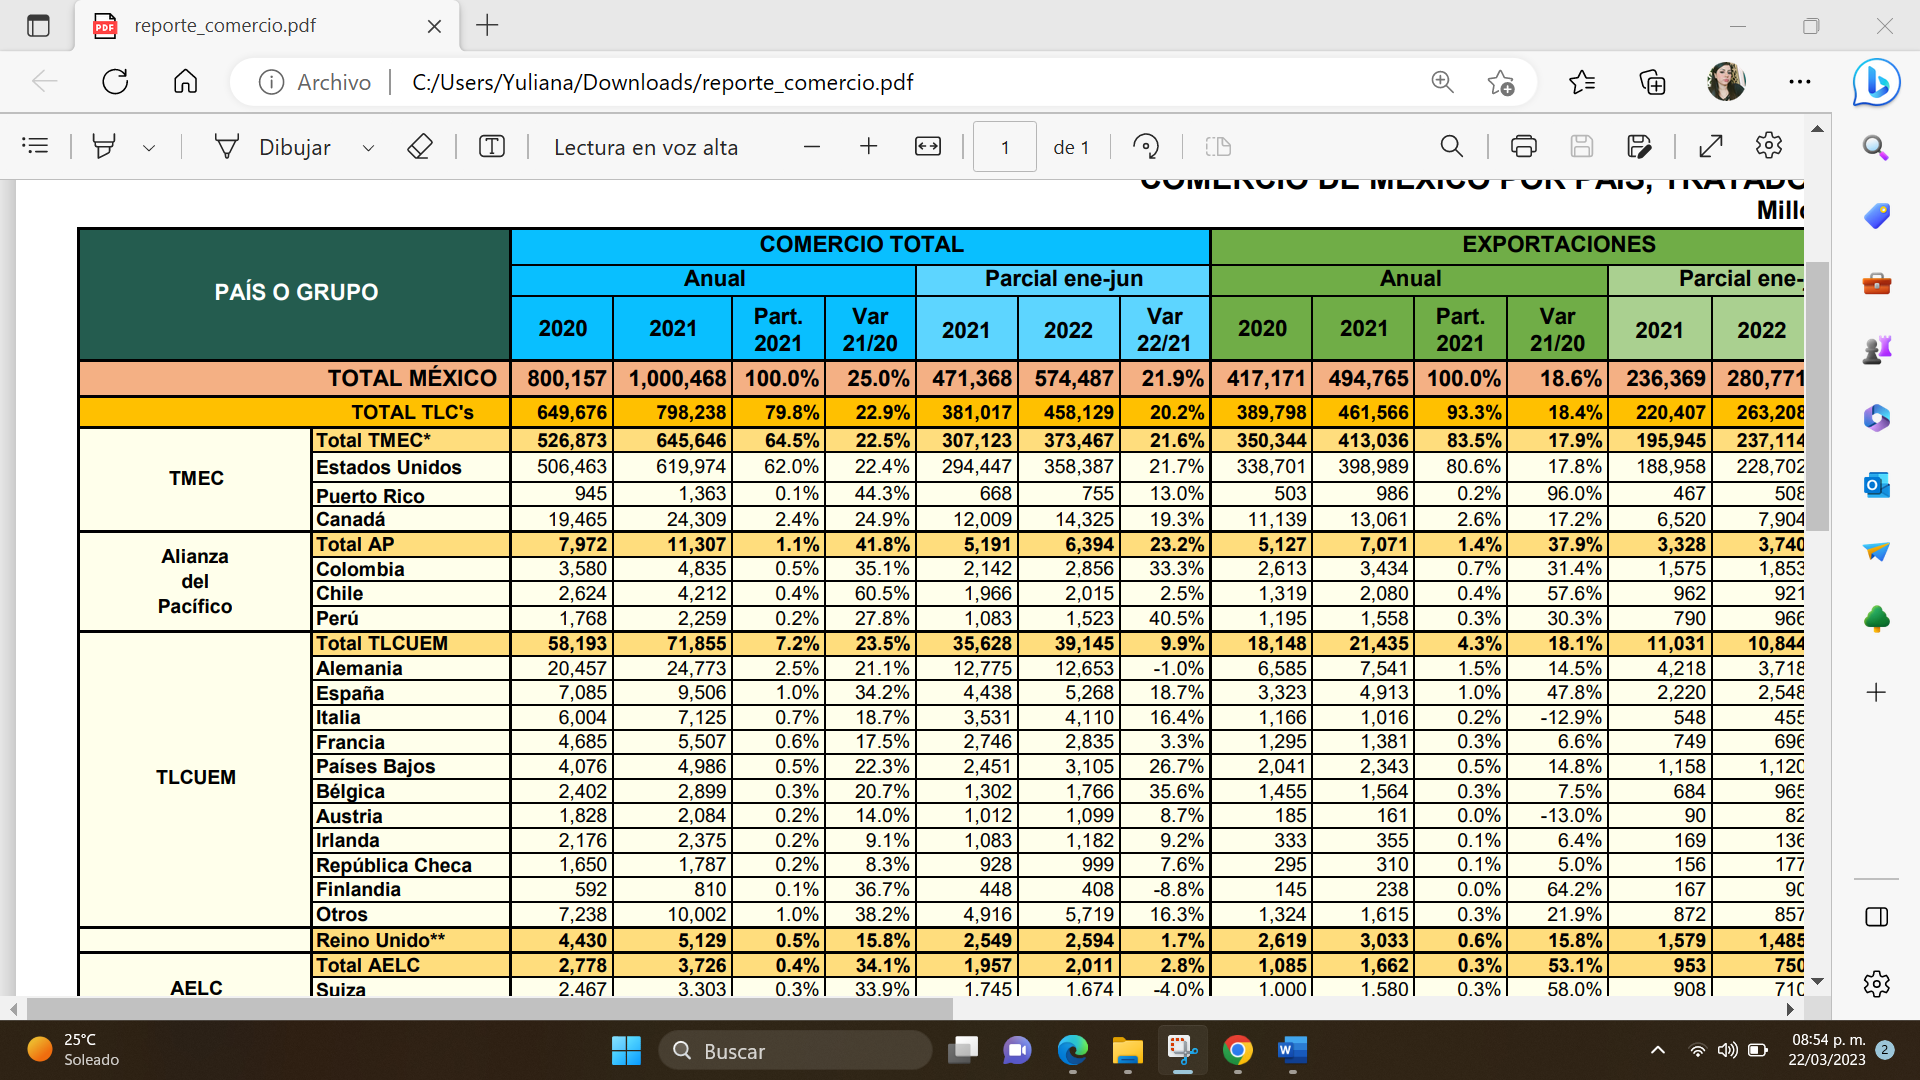 reporte_comercio.pdf
Archivo C:/Users/Yuliana/Downloads/reporte_comercio.pdf
Dibujar Lectura en voz alta 1 de 1
COMERCIO DE MÉXICO POR PAÍS, TRATADO
PAÍS O GRUPO COMERCIO TOTAL EXPORTACIONES
Anual Parcial ene-jun Anual Parcial ene-
2020 2021 Part. 2021 Var 21/20 2021 2022 Var 22/21 2020 2021 Part. 2021 Var 21/20 2021 2022
TOTAL MÉXICO 800,157 1,000,468 100.0% 25.0% 471,368 574,487 21.9% 417,171 494,765 100.0% 18.6% 236,369 280,771
TOTAL TLC's 649,676 798,238 79.8% 22.9% 381,017 458,129 20.2% 389,798 461,566 93.3% 18.4% 220,407 263,208
TMEC
Total TMEC* 526,873 645,646 64.5% 22.5% 307,123 373,467 21.6% 350,344 413,036 83.5% 17.9% 195,945 237,114
Estados Unidos 506,463 619,974 62.0% 22.4% 294,447 358,387 21.7% 338,701 398,989 80.6% 17.8% 188,958 228,702
Puerto Rico 945 1,363 0.1% 44.3% 668 755 13.0% 503 986 0.2% 96.0% 467 508
Canadá 19,465 24,309 2.4% 24.9% 12,009 14,325 19.3% 11,139 13,061 2.6% 17.2% 6,520 7,904
Alianza
del
Pacífico
Total AP 7,972 11,307 1.1% 41.8% 5,191 6,394 23.2% 5,127 7,071 1.4% 37.9% 3,328 3,740
Colombia 3,580 4,835 0.5% 35.1% 2,142 2,856 33.3% 2,613 3,434 0.7% 31.4% 1,575 1,853
Chile 2,624 4,212 0.4% 60.5% 1,966 2,015 2.5% 1,319 2,080 0.4% 57.6% 962 921
Perú 1,768 2,259 0.2% 27.8% 1,083 1,523 40.5% 1,195 1,558 0.3% 30.3% 790 966
TLCUEM
Total TLCUEM 58,193 71,855 7.2% 23.5% 35,628 39,145 9.9% 18,148 21,435 4.3% 18.1% 11,031 10,844
Alemania 20,457 24,773 2.5% 21.1% 12,775 12,653 -1.0% 6,585 7,541 1.5% 14.5% 4,218 3,718
España 7,085 9,506 1.0% 34.2% 4,438 5,268 18.7% 3,323 4,913 1.0% 47.8% 2,220 2,548
Italia 6,004 7,125 0.7% 18.7% 3,531 4,110 16.4% 1,166 1,016 0.2% -12.9% 548 455
Francia 4,685 5,507 0.6% 17.5% 2,746 2,835 3.3% 1,295 1,381 0.3% 6.6% 749 696
Países Bajos 4,076 4,986 0.5% 22.3% 2,451 3,105 26.7% 2,041 2,343 0.5% 14.8% 1,158 1,120
Bélgica 2,402 2,899 0.3% 20.7% 1,302 1,766 35.6% 1,455 1,564 0.3% 7.5% 684 965
Austria 1,828 2,084 0.2% 14.0% 1,012 1,099 8.7% 185 161 0.0% -13.0% 90 82
Irlanda 2,176 2,375 0.2% 9.1% 1,083 1,182 9.2% 333 355 0.1% 6.4% 169 136
República Checa 1,650 1,787 0.2% 8.3% 928 999 7.6% 295 310 0.1% 5.0% 156 177
Finlandia 592 810 0.1% 36.7% 448 408 -8.8% 145 238 0.0% 64.2% 167 90
Otros 7,238 10,002 1.0% 38.2% 4,916 5,719 16.3% 1,324 1,615 0.3% 21.9% 872 857
Reino Unido** 4,430 5,129 0.5% 15.8% 2,549 2,594 1.7% 2,619 3,033 0.6% 15.8% 1,579 1,485
AELC
Total AELC 2,778 3,726 0.4% 34.1% 1,957 2,011 2.8% 1,085 1,662 0.3% 53.1% 953 750
Suiza 2,467 3,303 0.3% 33.9% 1,745 1,674 -4.0% 1,000 1,580 0.3% 58.0% 908 710
25°C
Soleado
Buscar
08:54 p. m.
22/03/2023
2